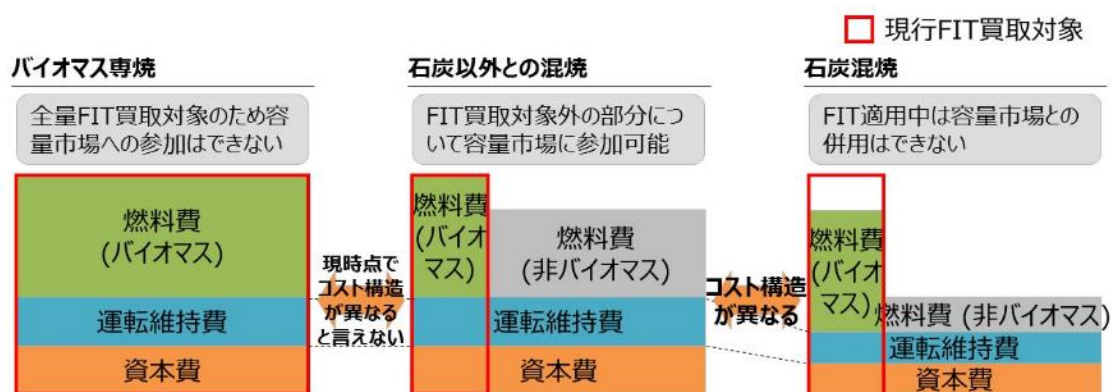 現行FIT買取対象
バイオマス専焼
全量FIT買取対象のため容
量市場への参加はできない
燃料費
(バイオマス)
運転維持費
資本費
現時点で
コスト構造
が異なる
と言えない
石炭以外との混焼
FIT買取対象外の部分につ
いて容量市場に参加可能
燃料費
(バイオ
マス)
燃料費
(非バイオマス)
運転維持費
資本費
コスト構造
が異なる
石炭混焼
FIT適用中は容量市場との
併用はできない
燃料費
(バイオ
マス)
燃料費 (非バイオマス)
運転維持費
資本費